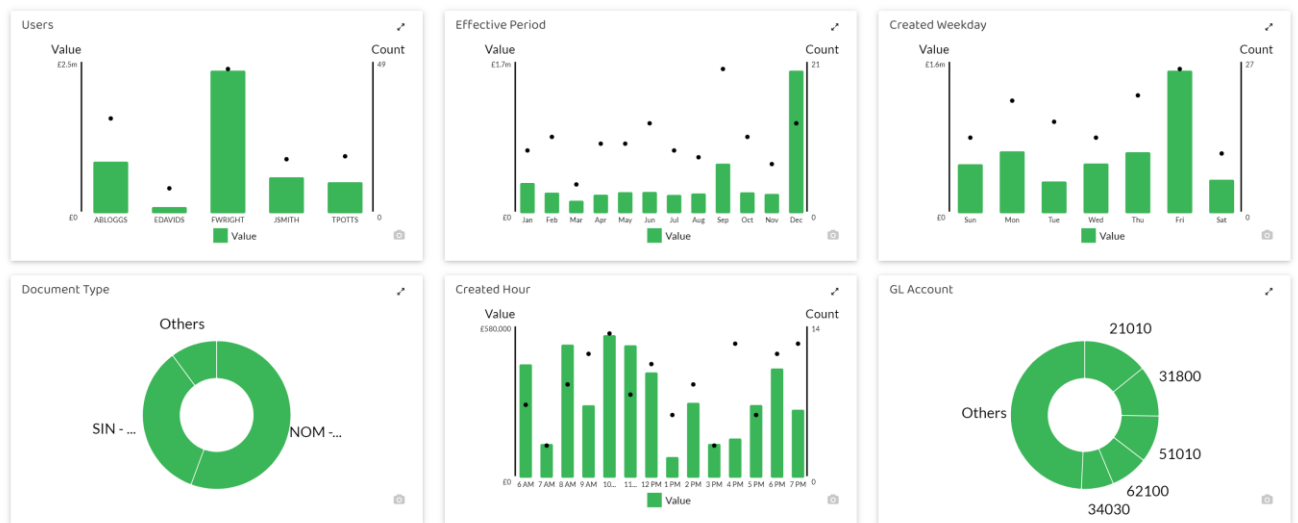 Users
Value Count
£2.5m 49
£0 0
ABLOGGS EDAVIDS FWRIGHT JSMITH TPOTTS
Value
Effective Period
Value Count
£1.7m 21
£0 0
Jan Feb Mar Apr May Jun Jul Aug Sep Oct Nov Dec
Value
Created Weekday
Value Count
£1.6m 27
£0 0
Sun Mon Tue Wed Thu Fri Sat
Value
Document Type
Others
SIN - ...
NOM -...
Created Hour
Value Count
£580,000 14
£0 0
6 AM 7 AM 8 AM 9 AM 10... 11... 12 PM 1 PM 2 PM 3 PM 4 PM 5 PM 6 PM 7 PM
Value
GL Account
21010
31800
Others
51010
62100
34030